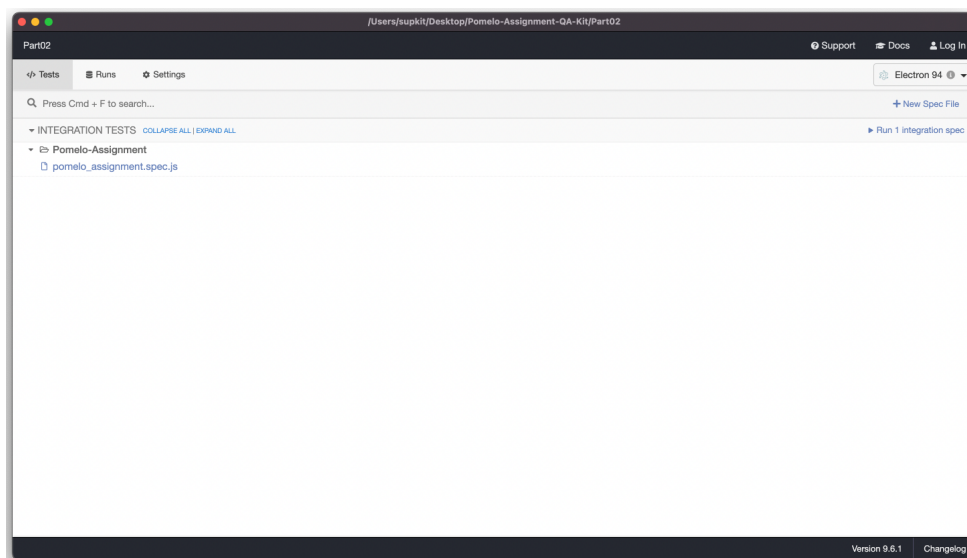 /Users/supkit/Desktop/Pomelo-Assignment-QA-Kit/Part02
Part02 Support Docs Log In
</> Tests Runs Settings Electron 94
Press Cmd + F to search... + New Spec File
INTEGRATION TESTS COLLAPSE ALL | EXPAND ALL Run 1 integration spec
Pomelo-Assignment
pomelo_assignment.spec.js
Version 9.6.1 Changelog